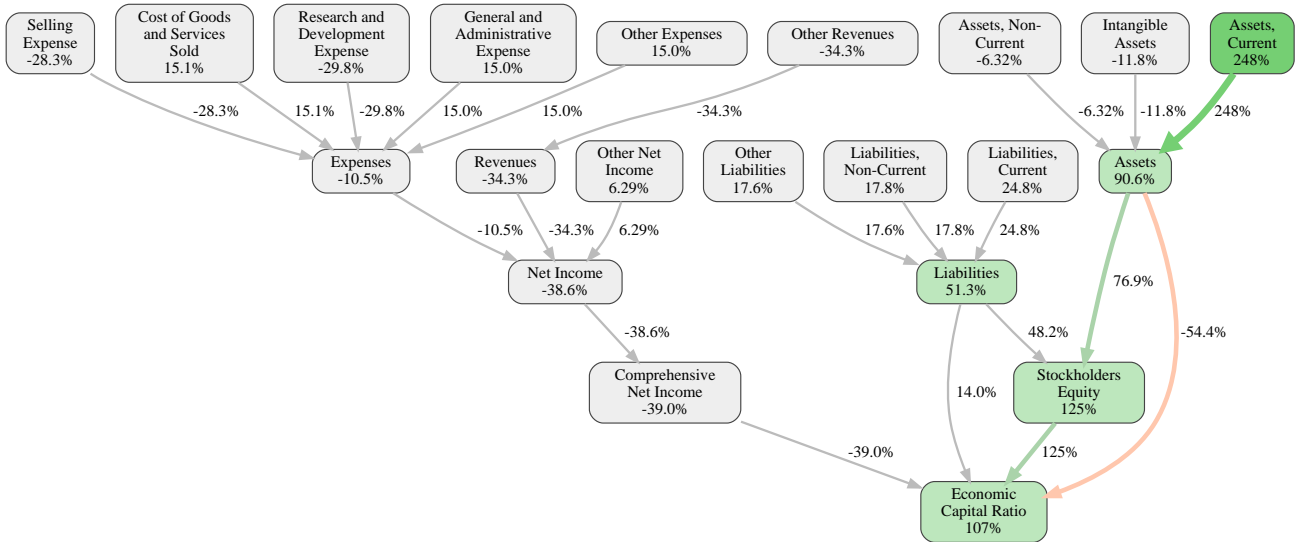 Selling
Expense
-28.3%
Cost of Goods
and Services
Sold
15.1%
Research and
Development
Expense
-29.8%
General and
Administrative
Expense
15.0%
Other Expenses
15.0%
Other Revenues
-34.3%
Assets, Non-
Current
-6.32%
Intangible
Assets
-11.8%
Assets,
Current
248%
-28.3%
15.1%
-29.8%
15.0%
15.0%
-34.3%
-6.32%
-11.8%
248%
Expenses
-10.5%
Revenues
-34.3%
Other Net
Income
6.29%
Other
Liabilities
17.6%
Liabilities,
Non-Current
17.8%
Liabilities,
Current
24.8%
Assets
90.6%
-10.5%
-34.3%
6.29%
17.6%
17.8%
24.8%
Net Income
-38.6%
Liabilities
51.3%
76.9%
-38.6%
48.2%
-54.4%
Comprehensive
Net Income
-39.0%
14.0%
Stockholders
Equity
125%
-39.0%
125%
Economic
Capital Ratio
107%